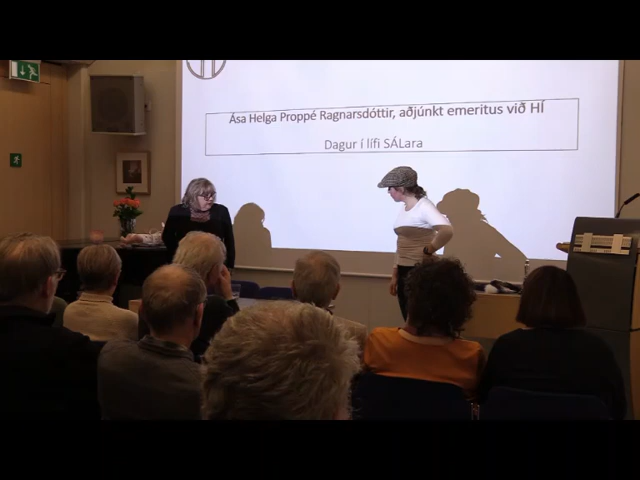 Ása Helga Proppé Ragnarsdóttir, aðjúnkt emeritus við HÍ
Dagur í lífi SÁLara